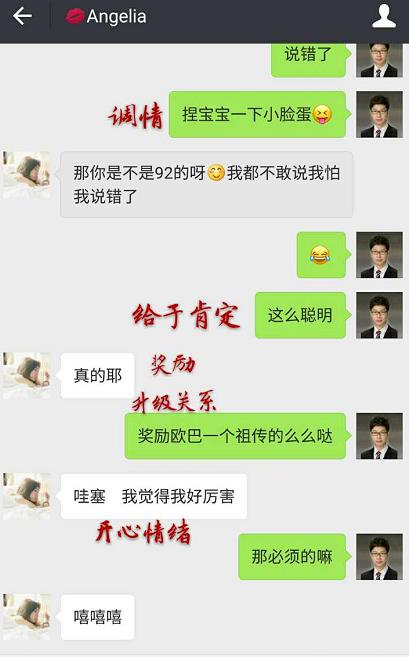 Angelia
说错了
调情
捏宝宝一下小脸蛋😝
那你是不是92的呀😊我都不敢说我怕
我说错了
😂
给于肯定
这么聪明
真的耶
奖励
升级关系
奖励欧巴一个祖传的么么哒
哇塞 我觉得我好厉害
开心情绪
那必须的嘛
嘻嘻嘻